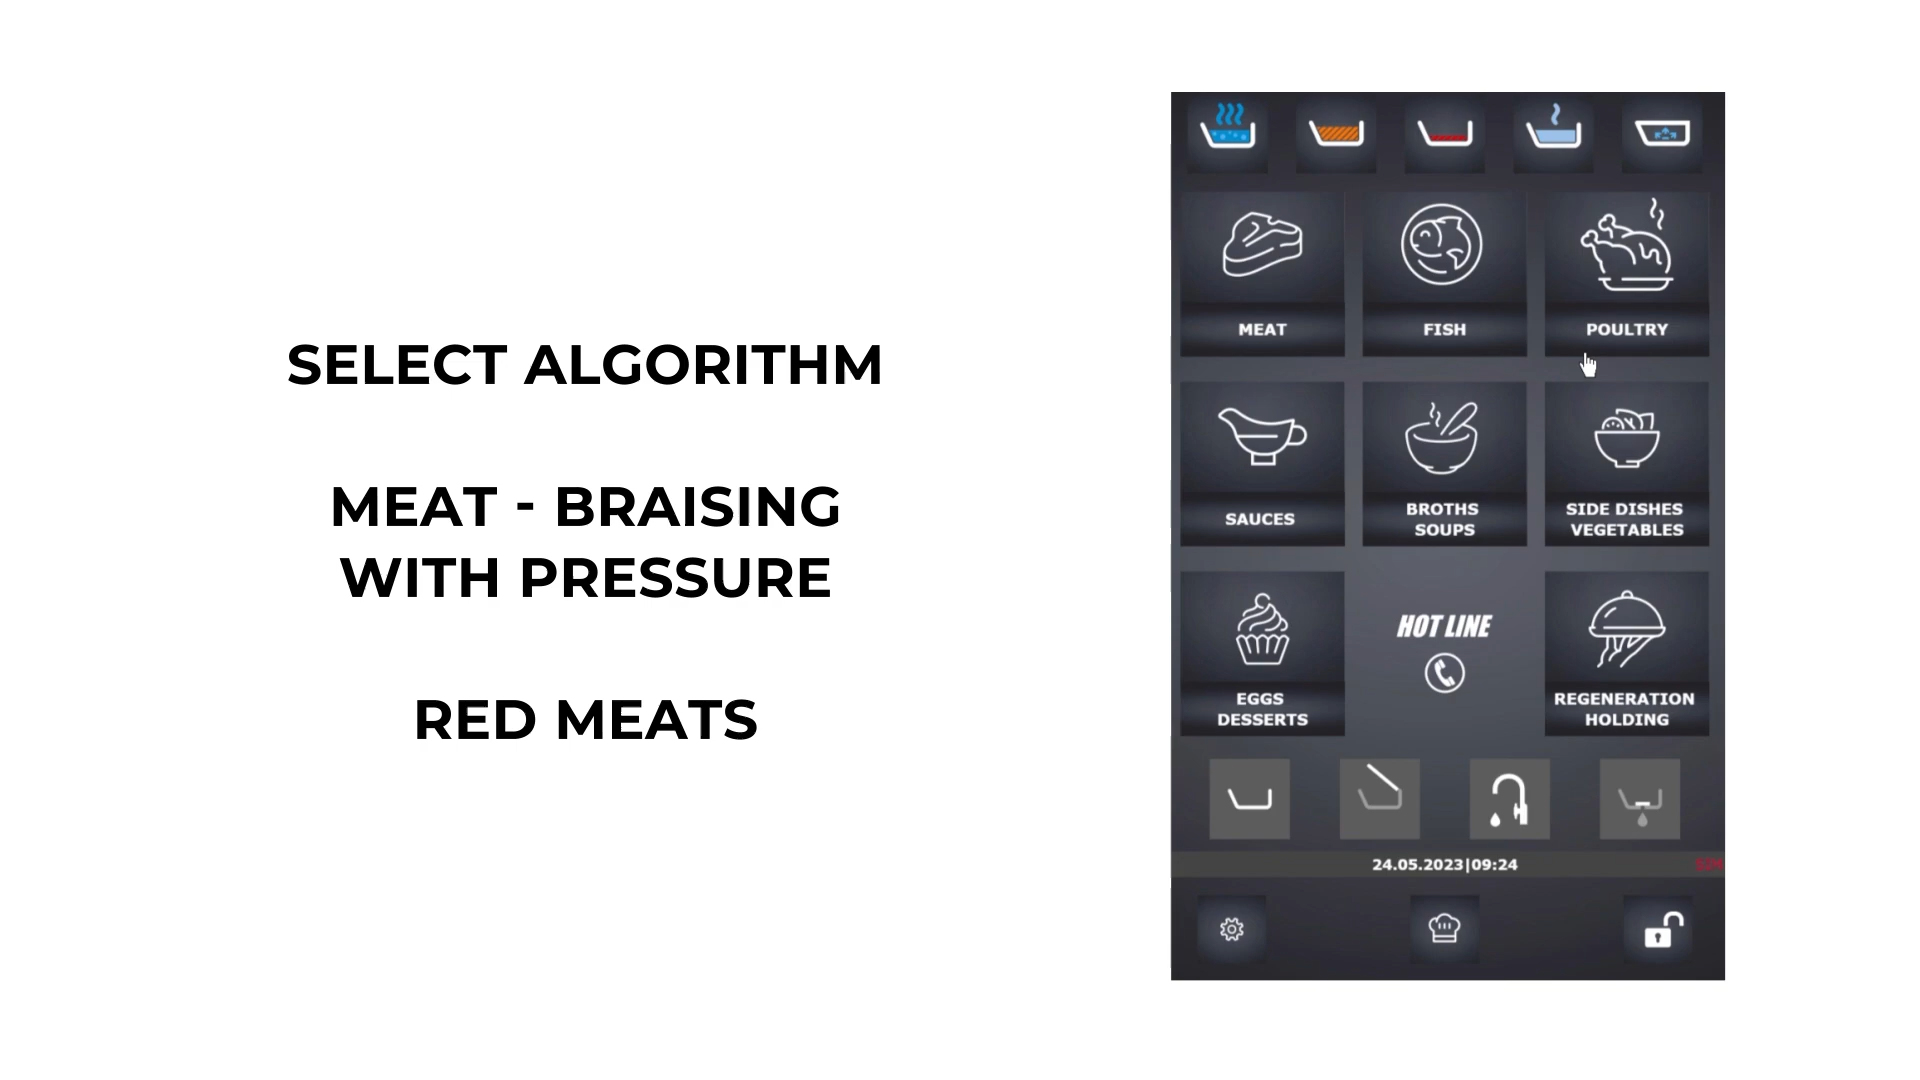 SELECT ALGORITHM
MEAT - BRAISING
WITH PRESSURE
RED MEATS
MEAT
FISH
POULTRY
SAUCES
BROTHS
SOUPS
SIDE DISHES
VEGETABLES
EGGS
DESSERTS
HOT LINE
REGENERATION
HOLDING
24.05.2023|09:24